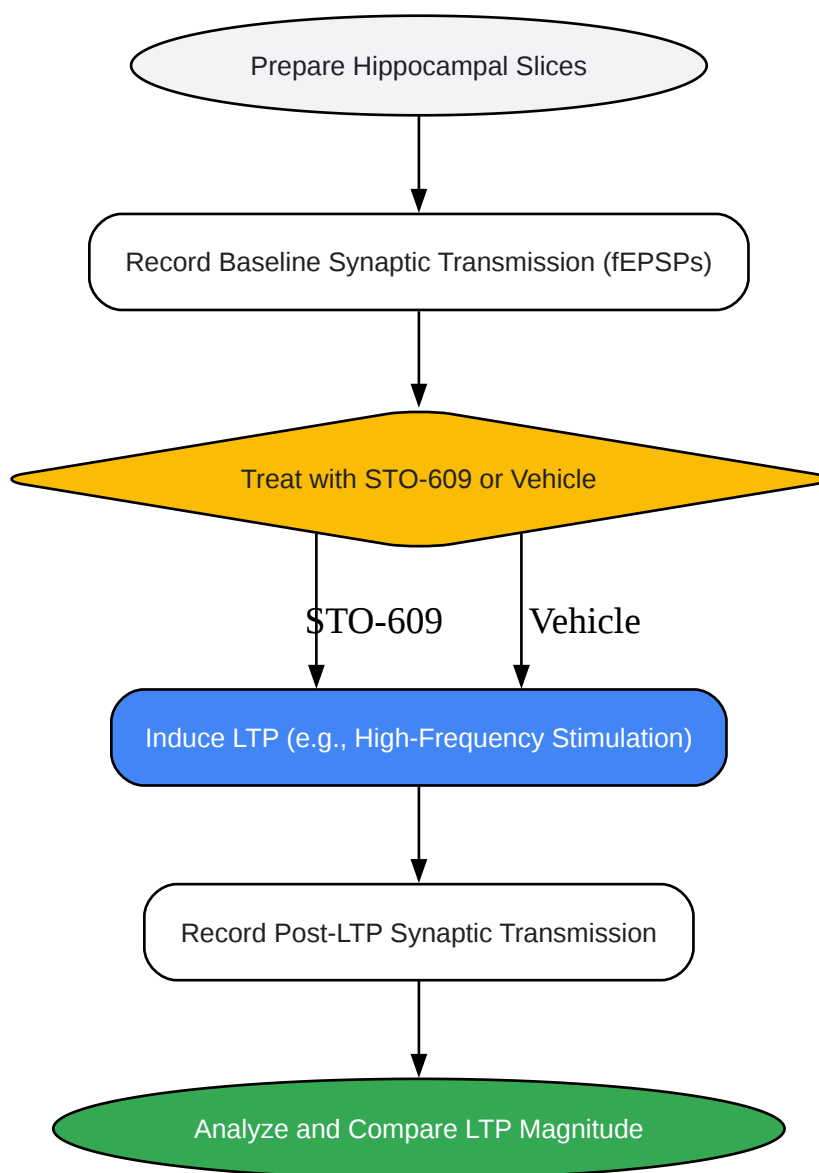 Prepare Hippocampal Slices
Record Baseline Synaptic Transmission (fEPSPs)
Treat with STO-609 or Vehicle
STO-609
Vehicle
Induce LTP (e.g., High-Frequency Stimulation)
Record Post-LTP Synaptic Transmission
Analyze and Compare LTP Magnitude